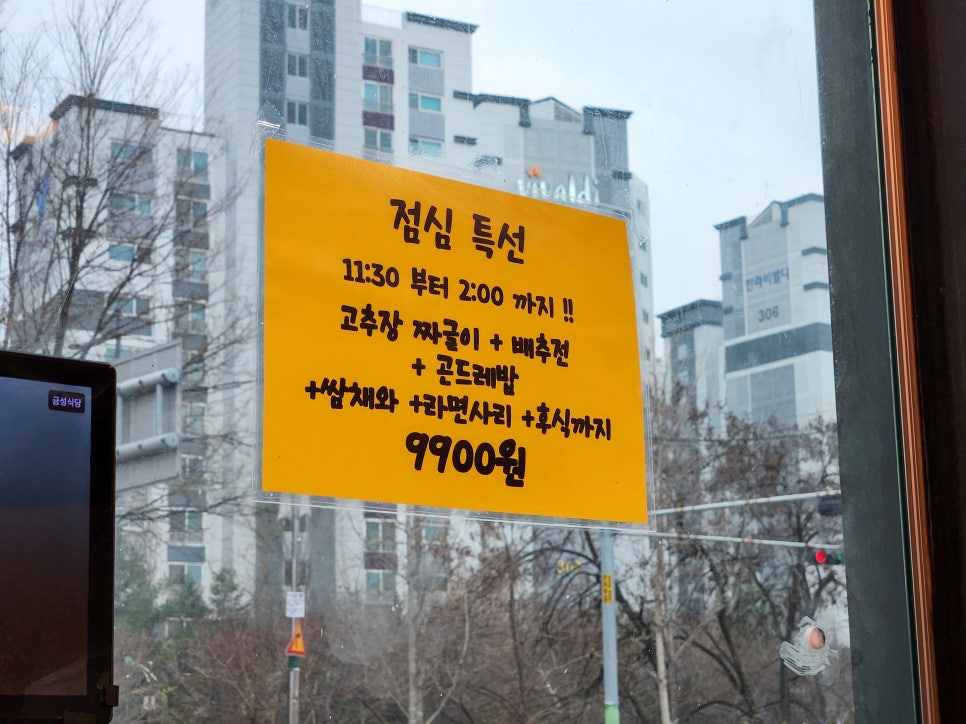 점심 특선
11:30 부터 2:00 까지 !!
고추장 짜글이 + 배추전
+ 곤드레밥
+쌈채와 +라면사리 +후식까지
9900원
vivaldi
한라비발디
306
금성식당